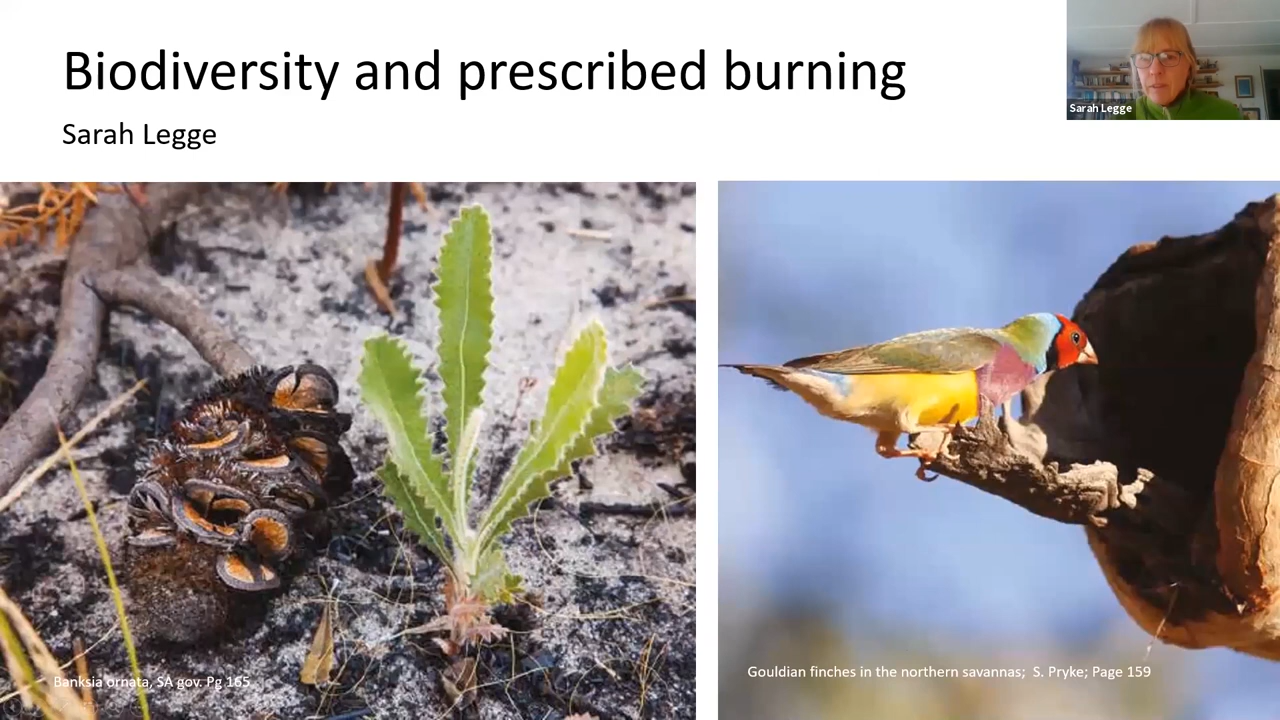 Biodiversity and prescribed burning
Sarah Legge
Sarah Legge
Banksia ornata, SA gov. Pg 165
Gouldian finches in the northern savannas; S. Pryke; Page 159